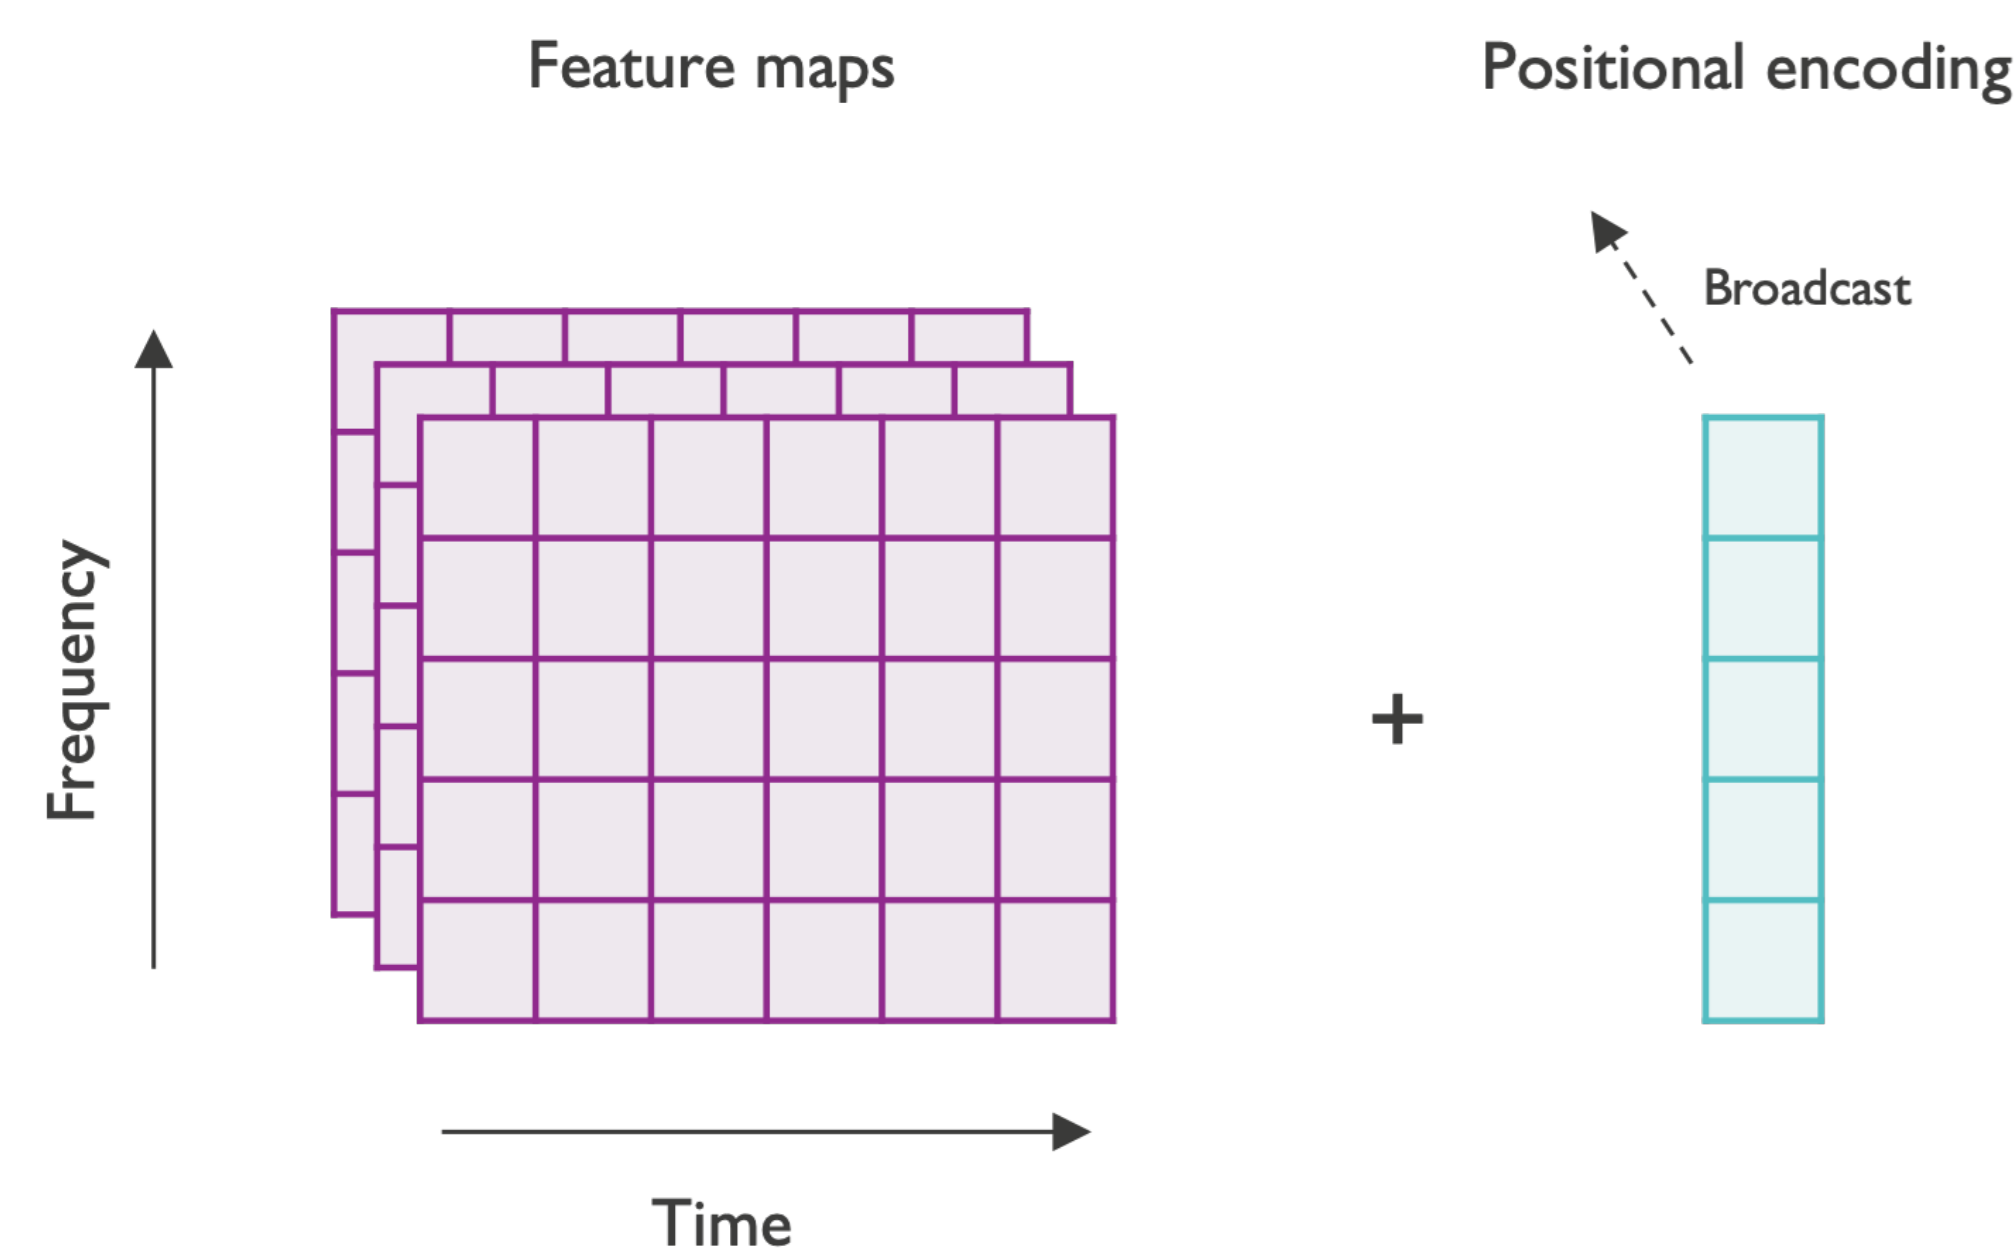 Feature maps
Positional encoding
Broadcast
Frequency
+
Time